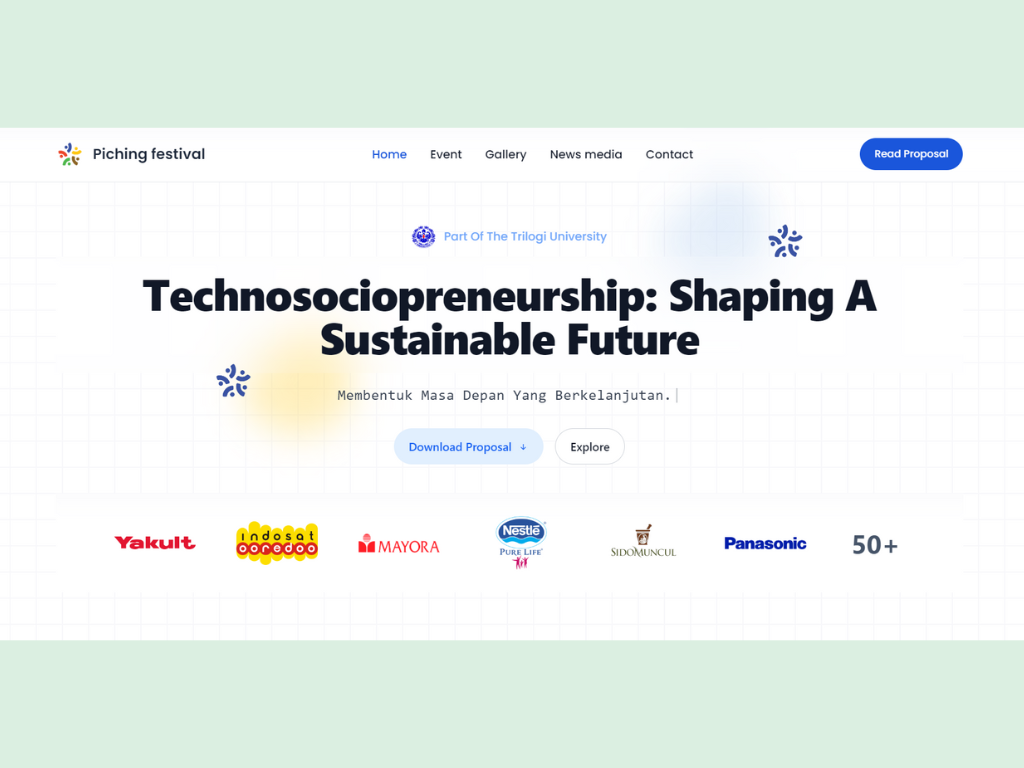 Piching festival
Home
Event
Gallery
News media
Contact
Read Proposal
Part Of The Trilogi University
Technosociopreneurship: Shaping A
Sustainable Future
Membentuk Masa Depan Yang Berkelanjutan.
Download Proposal ↓
Explore
Yakult
indosat
ooredoo
MAYORA
Nestlé
PURE LIFE
SIDOMUNCUL
Panasonic
50+